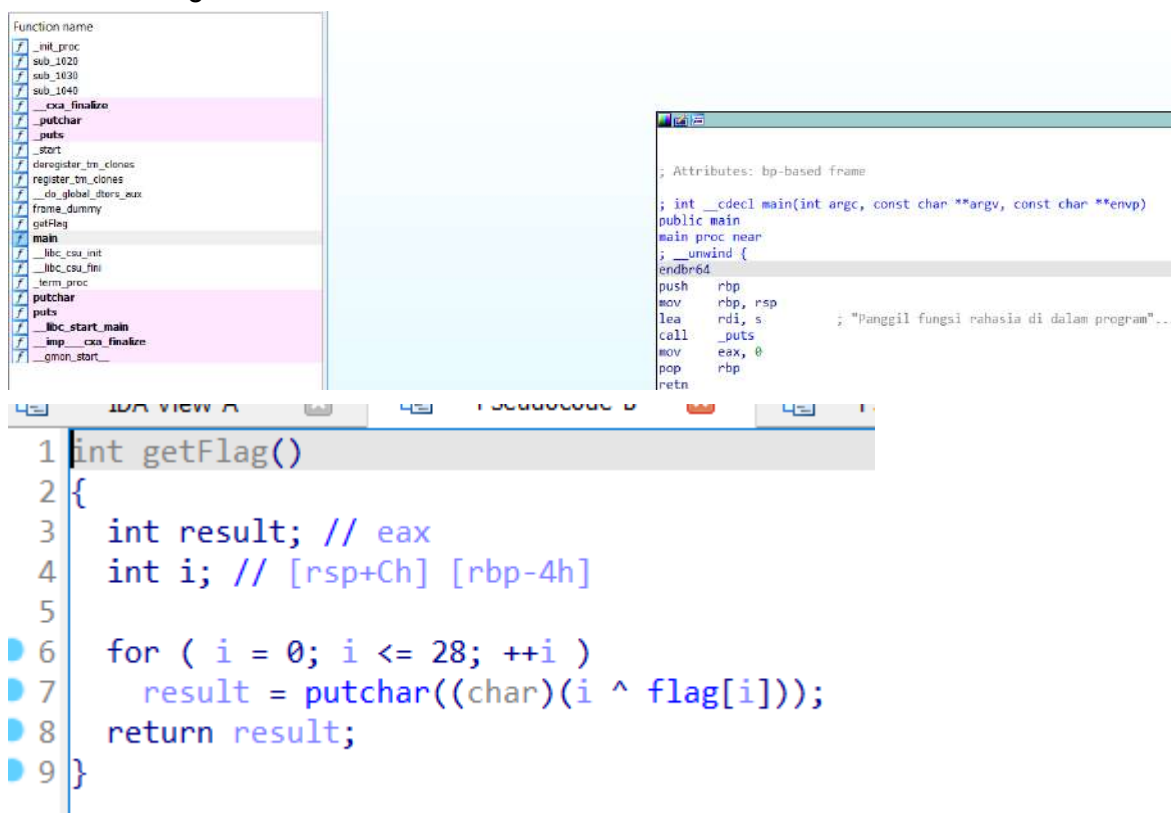 Function name
_init_proc
sub_1020
sub_1030
sub_1040
__cxa_finalize
_putchar
_puts
_start
deregister_tm_clones
register_tm_clones
__do_global_dtors_aux
frame_dummy
getFlag
main
__libc_csu_init
__libc_csu_fini
_term_proc
putchar
puts
__libc_start_main
__imp___cxa_finalize
__gmon_start__
; Attributes: bp-based frame
; int __cdecl main(int argc, const char **argv, const char **envp)
public main
main proc near
; __unwind {
endbr64
push rbp
mov rbp, rsp
lea rdi, s ; "Panggil fungsi rahasia di dalam program"...
call _puts
mov eax, 0
pop rbp
retn
IDA View-A Pseudocode-B
1 int getFlag()
2 {
3 int result; // eax
4 int i; // [rsp+Ch] [rbp-4h]
5
6 for ( i = 0; i <= 28; ++i )
7 result = putchar((char)(i ^ flag[i]));
8 return result;
9 }